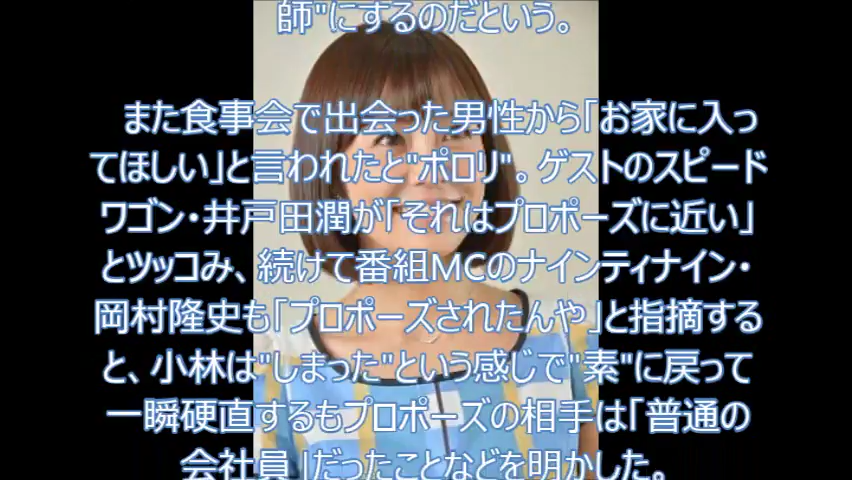 師"にするのだという。
また食事会で出会った男性から「お家に入っ
てほしい」と言われたと"ポロリ"。ゲストのスピード
ワゴン・井戸田潤が「それはプロポーズに近い」
とツッコみ、続けて番組MCのナインティナイン・
岡村隆史も「プロポーズされたんや」と指摘する
と、小林は"しまった"という感じで"素"に戻って
一瞬硬直するもプロポーズの相手は「普通の
会社員」だったことなどを明かした。